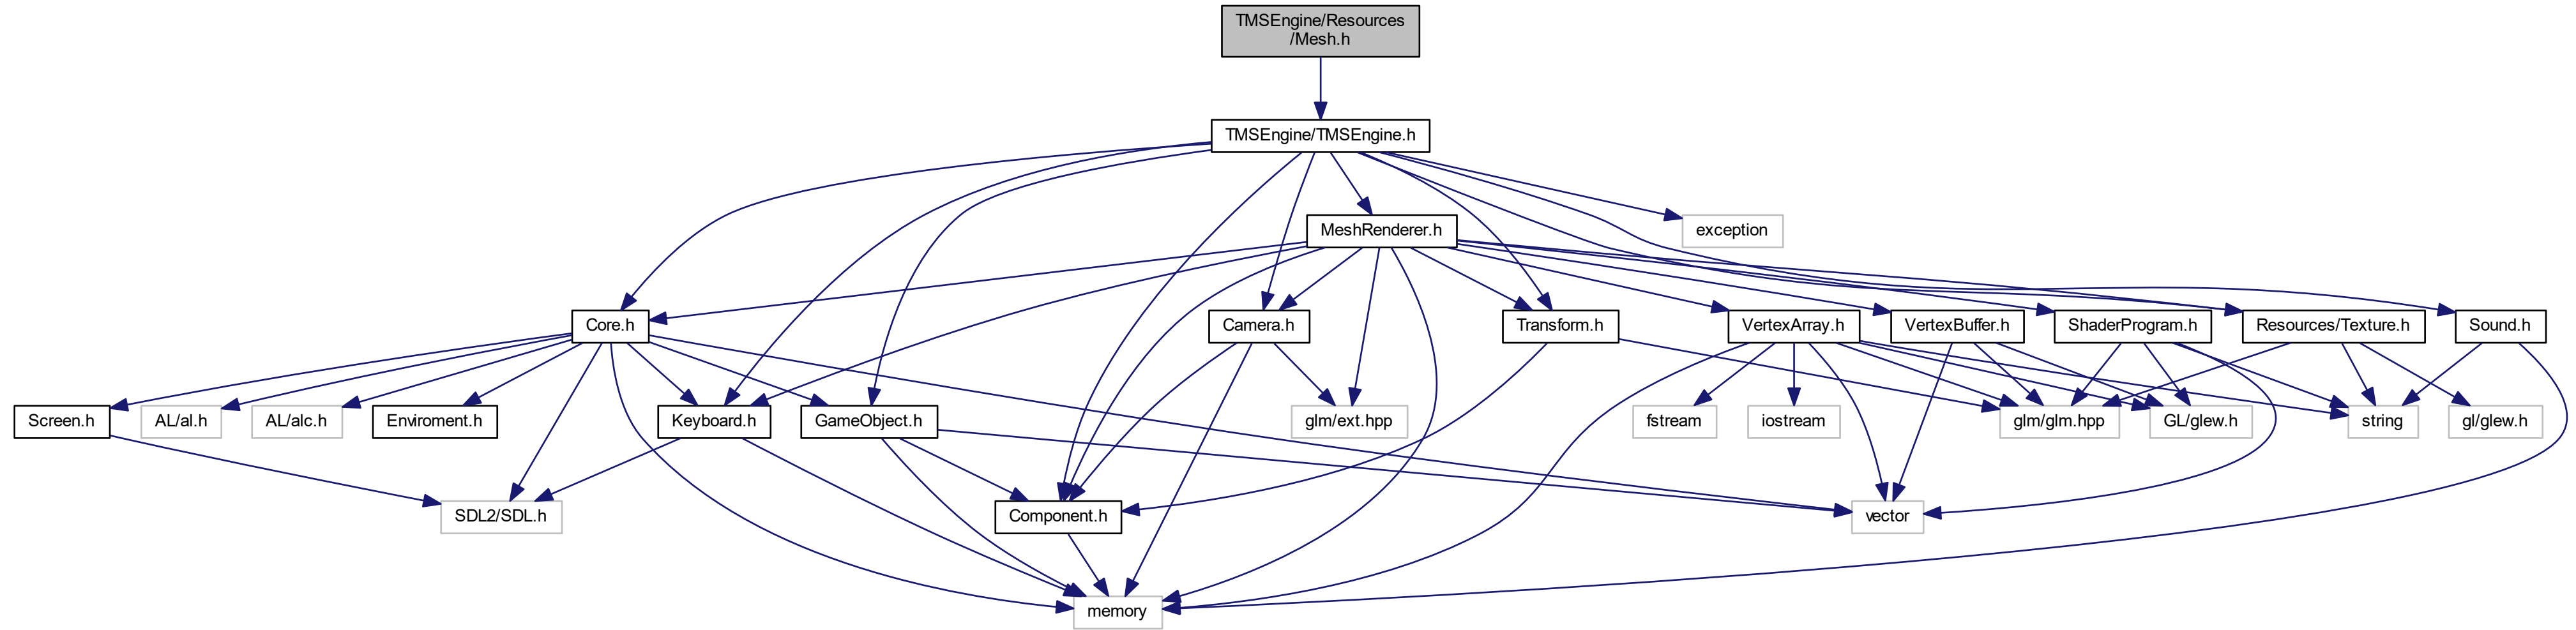 TMSEngine/Resources
/Mesh.h
TMSEngine/TMSEngine.h
MeshRenderer.h
exception
Core.h
Camera.h
Transform.h
VertexArray.h
VertexBuffer.h
ShaderProgram.h
Resources/Texture.h
Sound.h
Screen.h
AL/al.h
AL/alc.h
Enviroment.h
Keyboard.h
GameObject.h
glm/ext.hpp
fstream
iostream
glm/glm.hpp
GL/glew.h
string
gl/glew.h
SDL2/SDL.h
Component.h
vector
memory